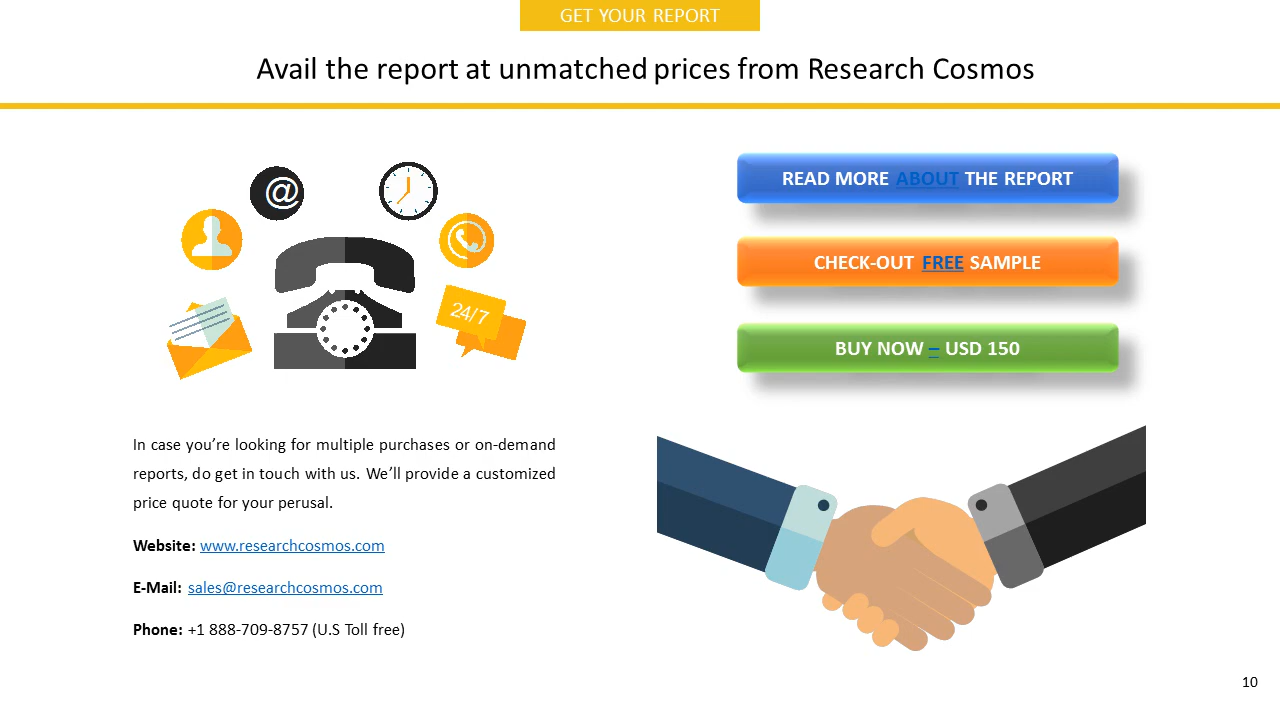 GET YOUR REPORT
Avail the report at unmatched prices from Research Cosmos
@
24/7
READ MORE ABOUT THE REPORT
CHECK-OUT FREE SAMPLE
BUY NOW – USD 150
In case you’re looking for multiple purchases or on-demand
reports, do get in touch with us. We’ll provide a customized
price quote for your perusal.
Website: www.researchcosmos.com
E-Mail: sales@researchcosmos.com
Phone: +1 888-709-8757 (U.S Toll free)
10